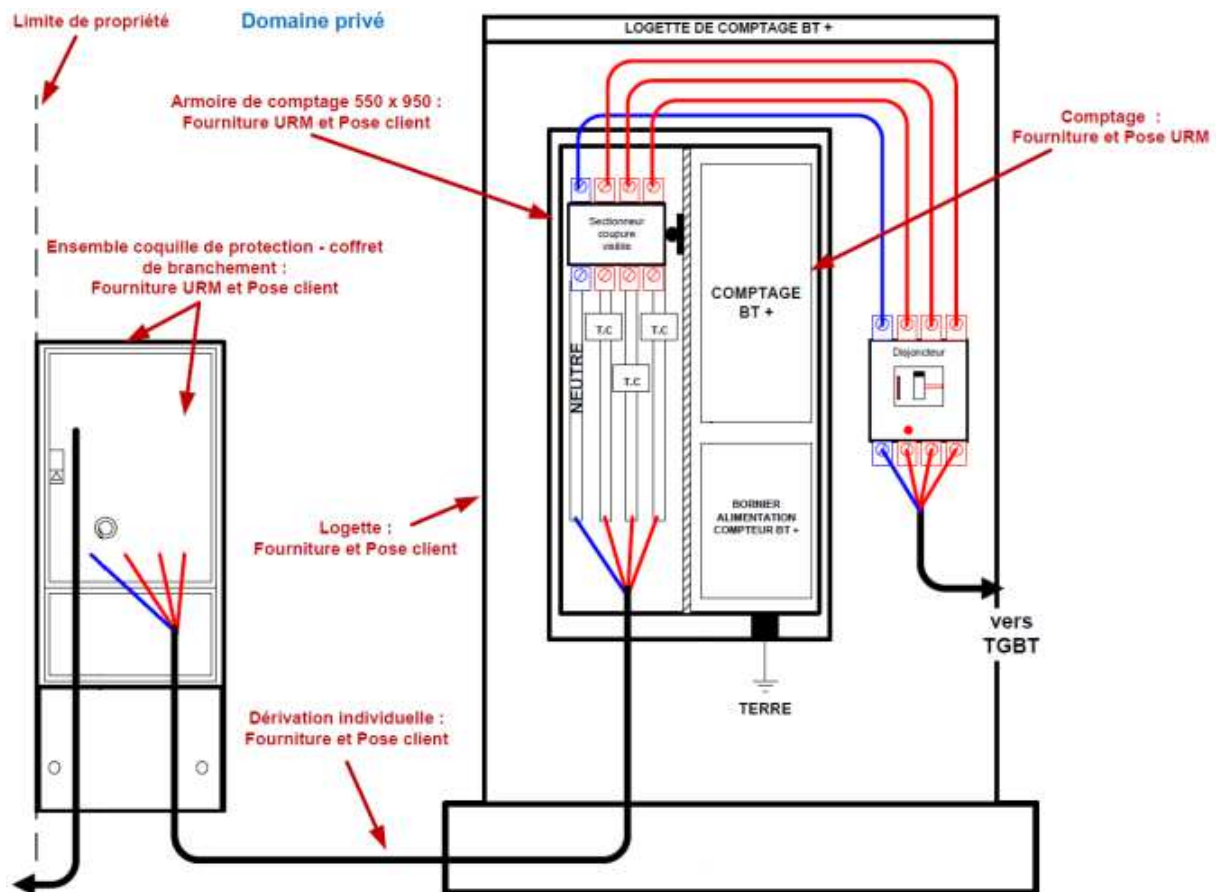 Limite de propriété
Domaine privé
LOGETTE DE COMPTAGE BT +
Armoire de comptage 550 x 950 :
Fourniture URM et Pose client
Comptage :
Fourniture et Pose URM
Ensemble coquille de protection - coffret
de branchement :
Fourniture URM et Pose client
Sectionneur
coupure
visible
COMPTAGE
BT +
T.C
T.C
T.C
NEUTRE
Disjoncteur
BORNIER
ALIMENTATION
COMPTEUR BT +
Logette :
Fourniture et Pose client
vers
TGBT
TERRE
Dérivation individuelle :
Fourniture et Pose client